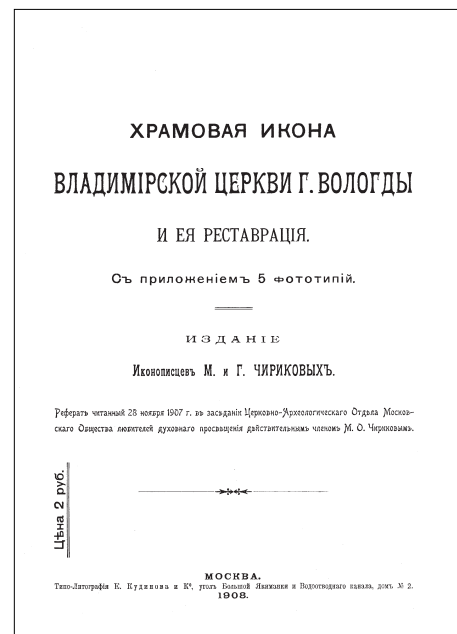 ХРАМОВАЯ ИКОНА
ВЛАДИМІРСКОЙ ЦЕРКВИ Г. ВОЛОГДЫ
И ЕЯ РЕСТАВРАЦІЯ.
Съ приложеніемъ 5 фототипій.
ИЗДАНІЕ
Иконописцевъ М. и Г. ЧИРИКОВЫХЪ.
Рефератъ читанный 28 ноября 1907 г. въ засѣданіи Церковно-Археологическаго Отдѣла Москов-
скаго Общества любителей духовнаго просвѣщенія дѣйствительнымъ членомъ М. О. Чириковымъ.
Цѣна 2 руб.
МОСКВА.
Типо-Литографія К. Кудинова и Кº, уголъ Большой Якиманки и Водоотводнаго канала, домъ № 2.
1908.